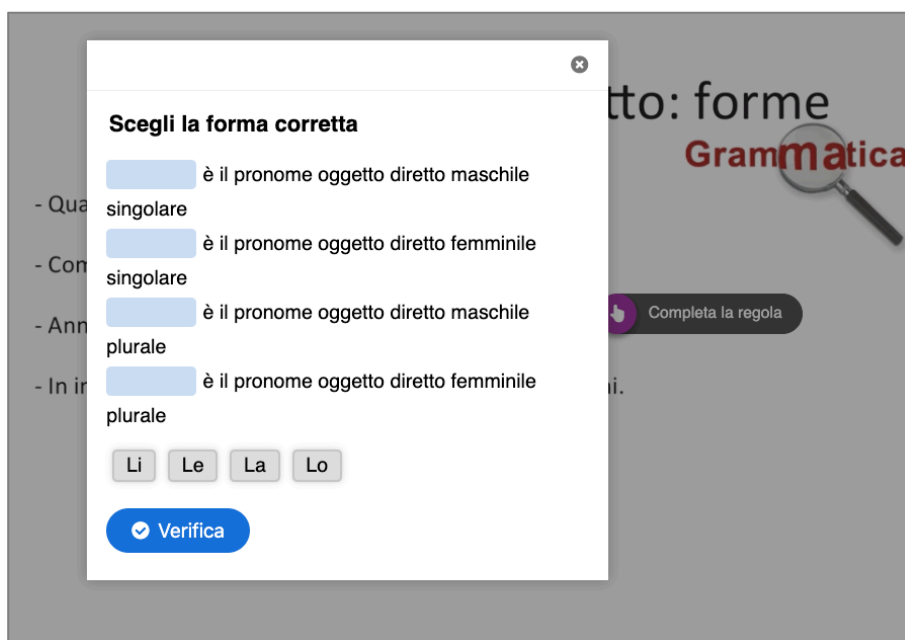 tto: forme
Grammatica
Scegli la forma corretta
è il pronome oggetto diretto maschile
singolare
è il pronome oggetto diretto femminile
singolare
è il pronome oggetto diretto maschile
plurale
è il pronome oggetto diretto femminile
plurale
Li Le La Lo
Verifica
- Qua
- Com
- Ann
- In in
Completa la regola